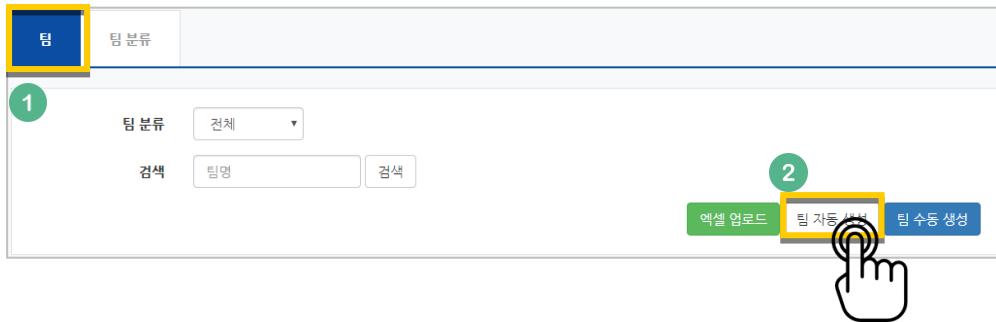 팀 팀 분류
1
팀 분류 전체
검색 팀명 검색
2
엑셀 업로드 팀 자동 생성 팀 수동 생성